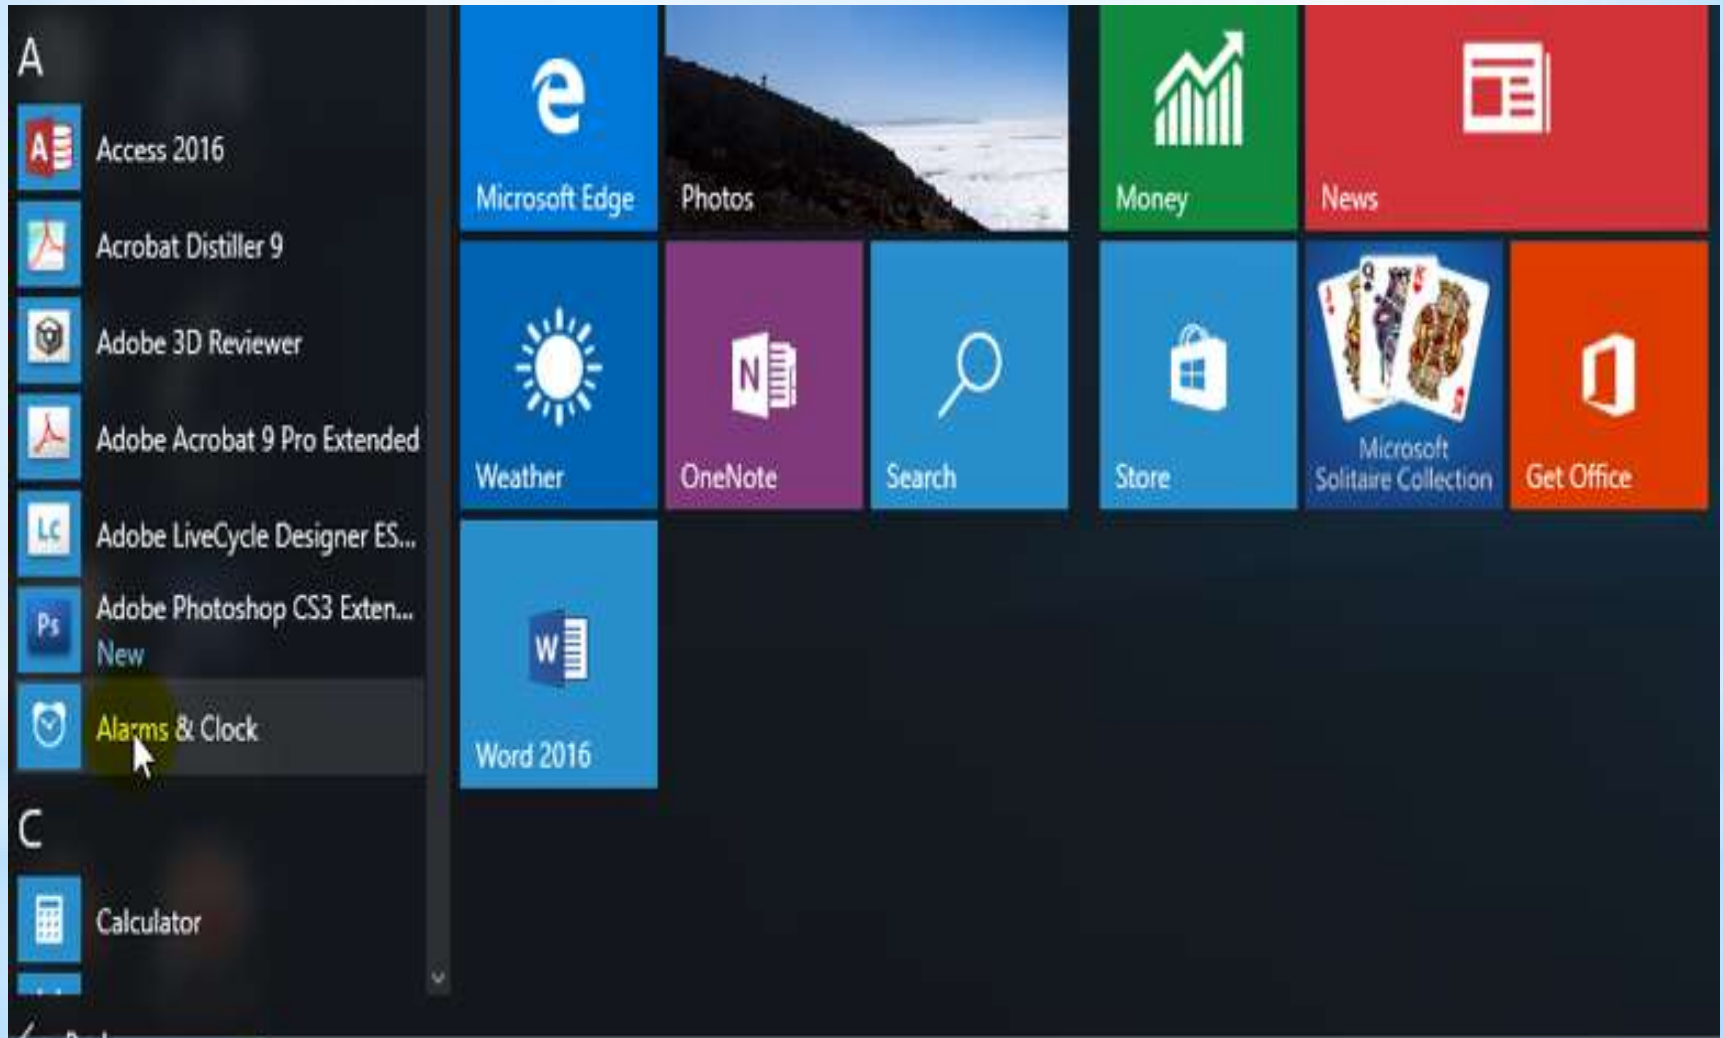 A
Access 2016
Acrobat Distiller 9
Adobe 3D Reviewer
Adobe Acrobat 9 Pro Extended
Adobe LiveCycle Designer ES...
Adobe Photoshop CS3 Exten...
New
Alarms & Clock
C
Calculator
Microsoft Edge
Photos
Weather
OneNote
Search
Word 2016
Money
News
Store
Microsoft
Solitaire Collection
Get Office